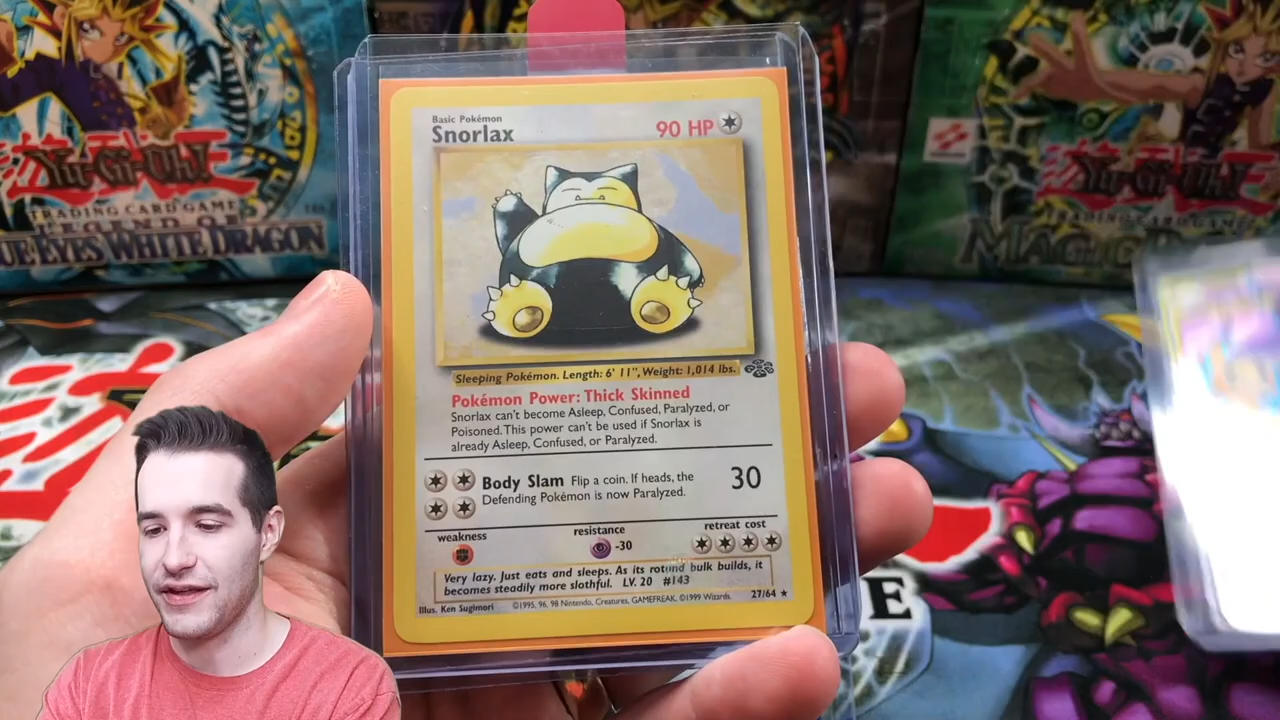 Yu-Gi-Oh!
TRADING CARD GAME
LEGEND OF
BLUE EYES WHITE DRAGON
KONAMI
Yu-Gi-Oh!
Basic Pokémon
Snorlax
90 HP
Sleeping Pokémon. Length: 6' 11", Weight: 1,014 lbs.
Pokémon Power: Thick Skinned
Snorlax can't become Asleep, Confused, Paralyzed, or
Poisoned. This power can't be used if Snorlax is
already Asleep, Confused, or Paralyzed.
Body Slam Flip a coin. If heads, the
Defending Pokémon is now Paralyzed.
30
weakness
resistance
retreat cost
-30
Very lazy. Just eats and sleeps. As its rotund bulk builds, it
becomes steadily more slothful. LV. 20 #143
Illus. Ken Sugimori
©1995, 96, 98 Nintendo, Creatures, GAMEFREAK. ©1999 Wizards.
27/64 ★
E